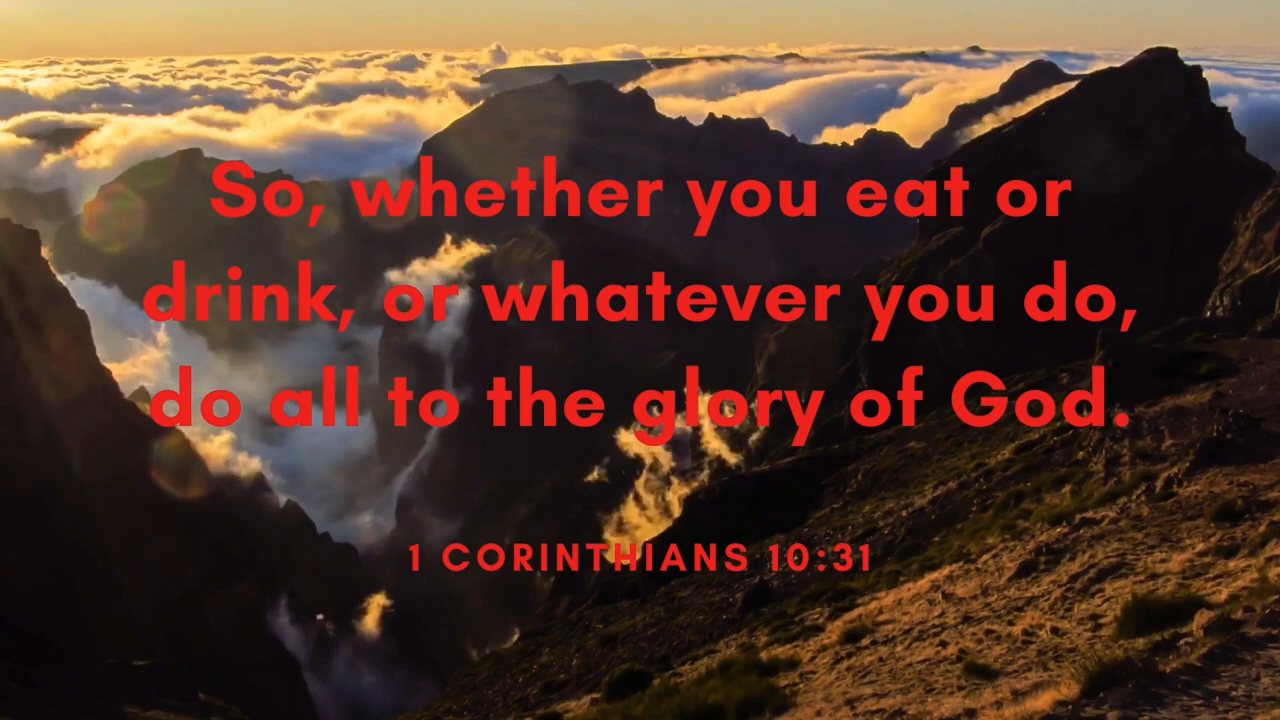 So, whether you eat or
drink, or whatever you do,
do all to the glory of God.
1 CORINTHIANS 10:31